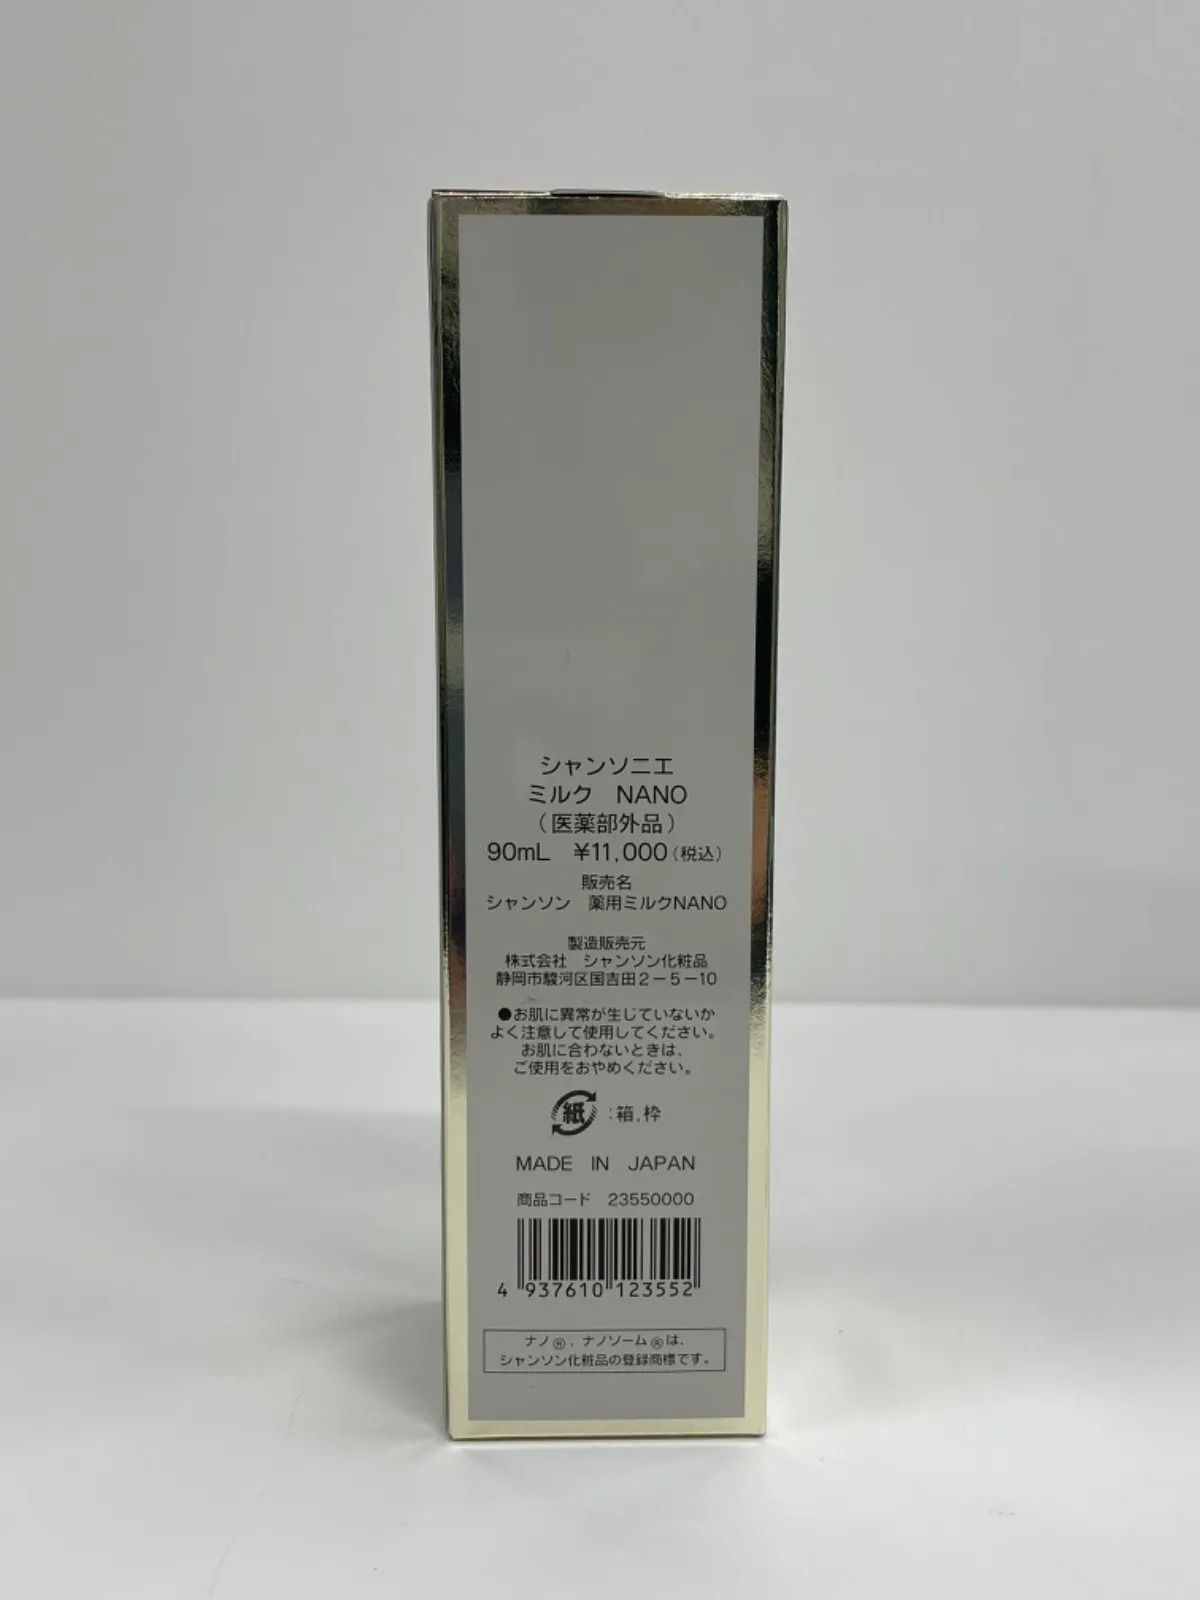 シャンソニエ
ミルク　NANO
（医薬部外品）
90mL　¥11,000（税込）
販売名
シャンソン　薬用ミルクNANO
製造販売元
株式会社　シャンソン化粧品
静岡市駿河区国吉田2－5－10
●お肌に異常が生じていないか
よく注意して使用してください。
お肌に合わないときは、
ご使用をおやめください。
紙 :箱,枠
MADE IN JAPAN
商品コード　23550000
4 937610 123552
ナノ®、ナノソーム®は、
シャンソン化粧品の登録商標です。